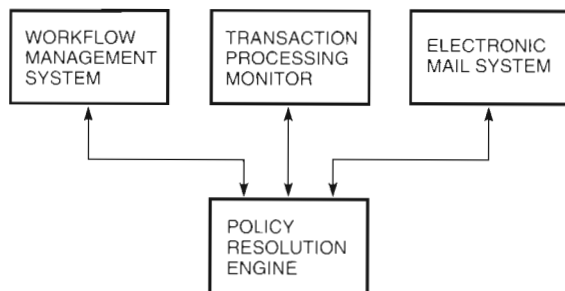 WORKFLOW
MANAGEMENT
SYSTEM
TRANSACTION
PROCESSING
MONITOR
ELECTRONIC
MAIL SYSTEM
POLICY
RESOLUTION
ENGINE